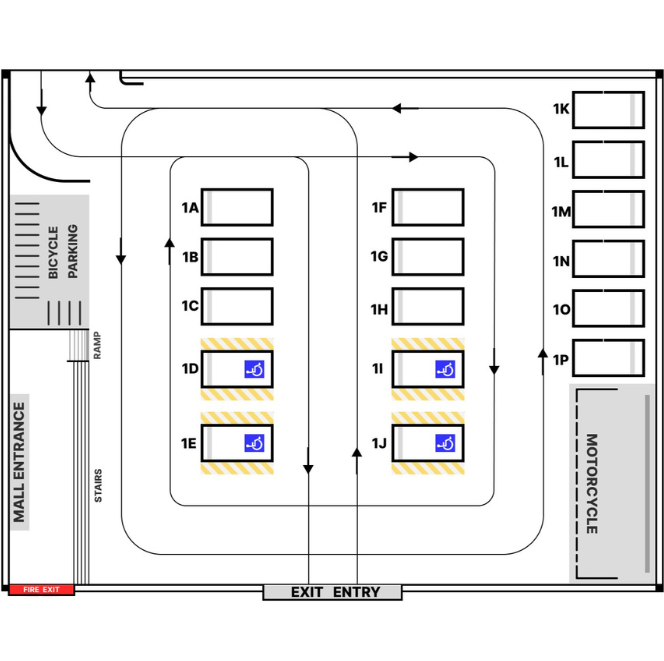 1K
1L
1A
1F
1M
BICYCLE
PARKING
1B
1G
1N
1C
1H
1O
RAMP
1D
1I
1P
MALL ENTRANCE
1E
1J
STAIRS
MOTORCYCLE
FIRE EXIT
EXIT ENTRY